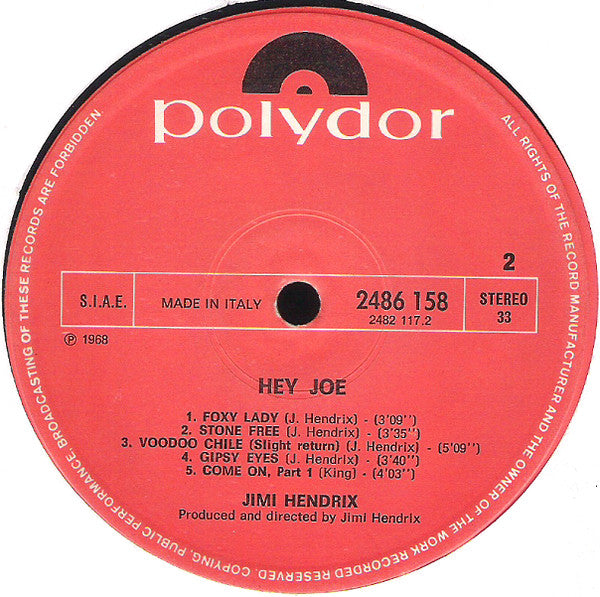 polydor
ALL RIGHTS OF THE RECORD MANUFACTURER AND THE OWNER OF THE WORK RECORDED RESERVED. COPYING, PUBLIC PERFORMANCE, BROADCASTING OF THESE RECORDS ARE FORBIDDEN
2
S.I.A.E. MADE IN ITALY 2486 158 STEREO
2482 117.2 33
℗ 1968
HEY JOE
1. FOXY LADY (J. Hendrix) - (3'09'')
2. STONE FREE (J. Hendrix) - (3'35'')
3. VOODOO CHILE (Slight return) (J. Hendrix) - (5'09'')
4. GIPSY EYES (J. Hendrix) - (3'40'')
5. COME ON, Part 1 (King) - (4'03'')
JIMI HENDRIX
Produced and directed by Jimi Hendrix